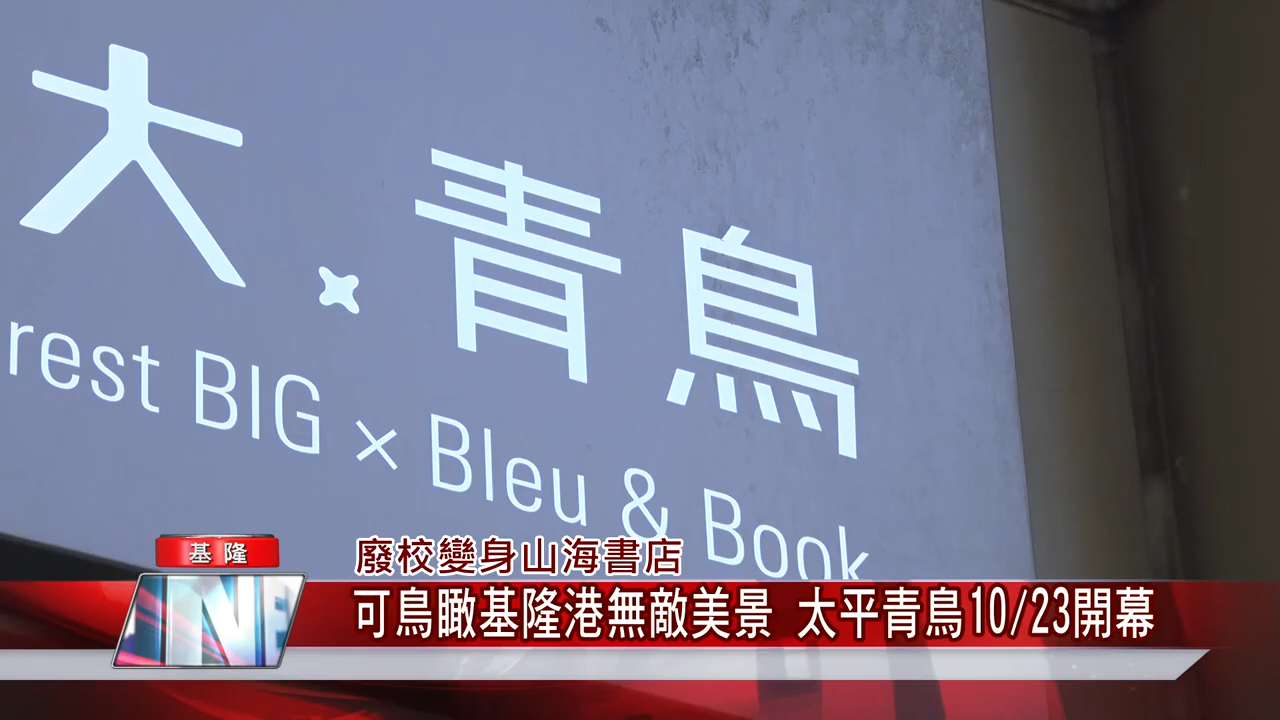 大·青鳥
rest BIG × Bleu & Book
基隆
廢校變身山海書店
可鳥瞰基隆港無敵美景 太平青鳥10/23開幕